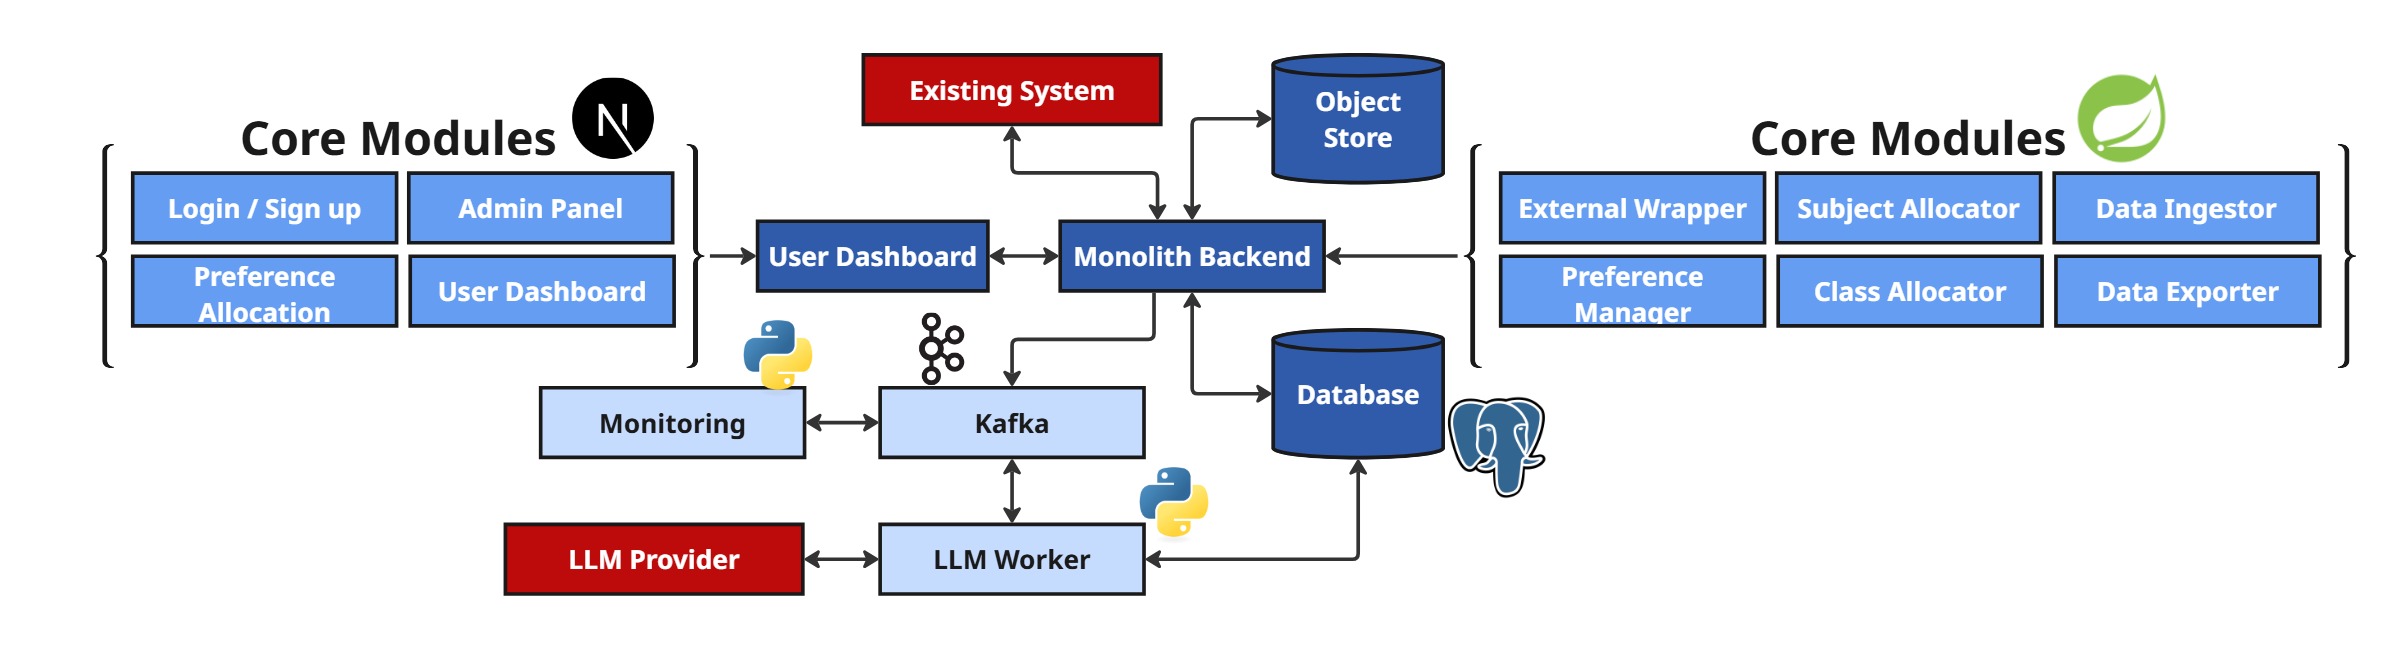 Existing System
Object
Store
Core Modules
N
Core Modules
Login / Sign up
Admin Panel
External Wrapper
Subject Allocator
Data Ingestor
User Dashboard
Monolith Backend
Preference
Allocation
User Dashboard
Preference
Manager
Class Allocator
Data Exporter
Database
Monitoring
Kafka
LLM Provider
LLM Worker